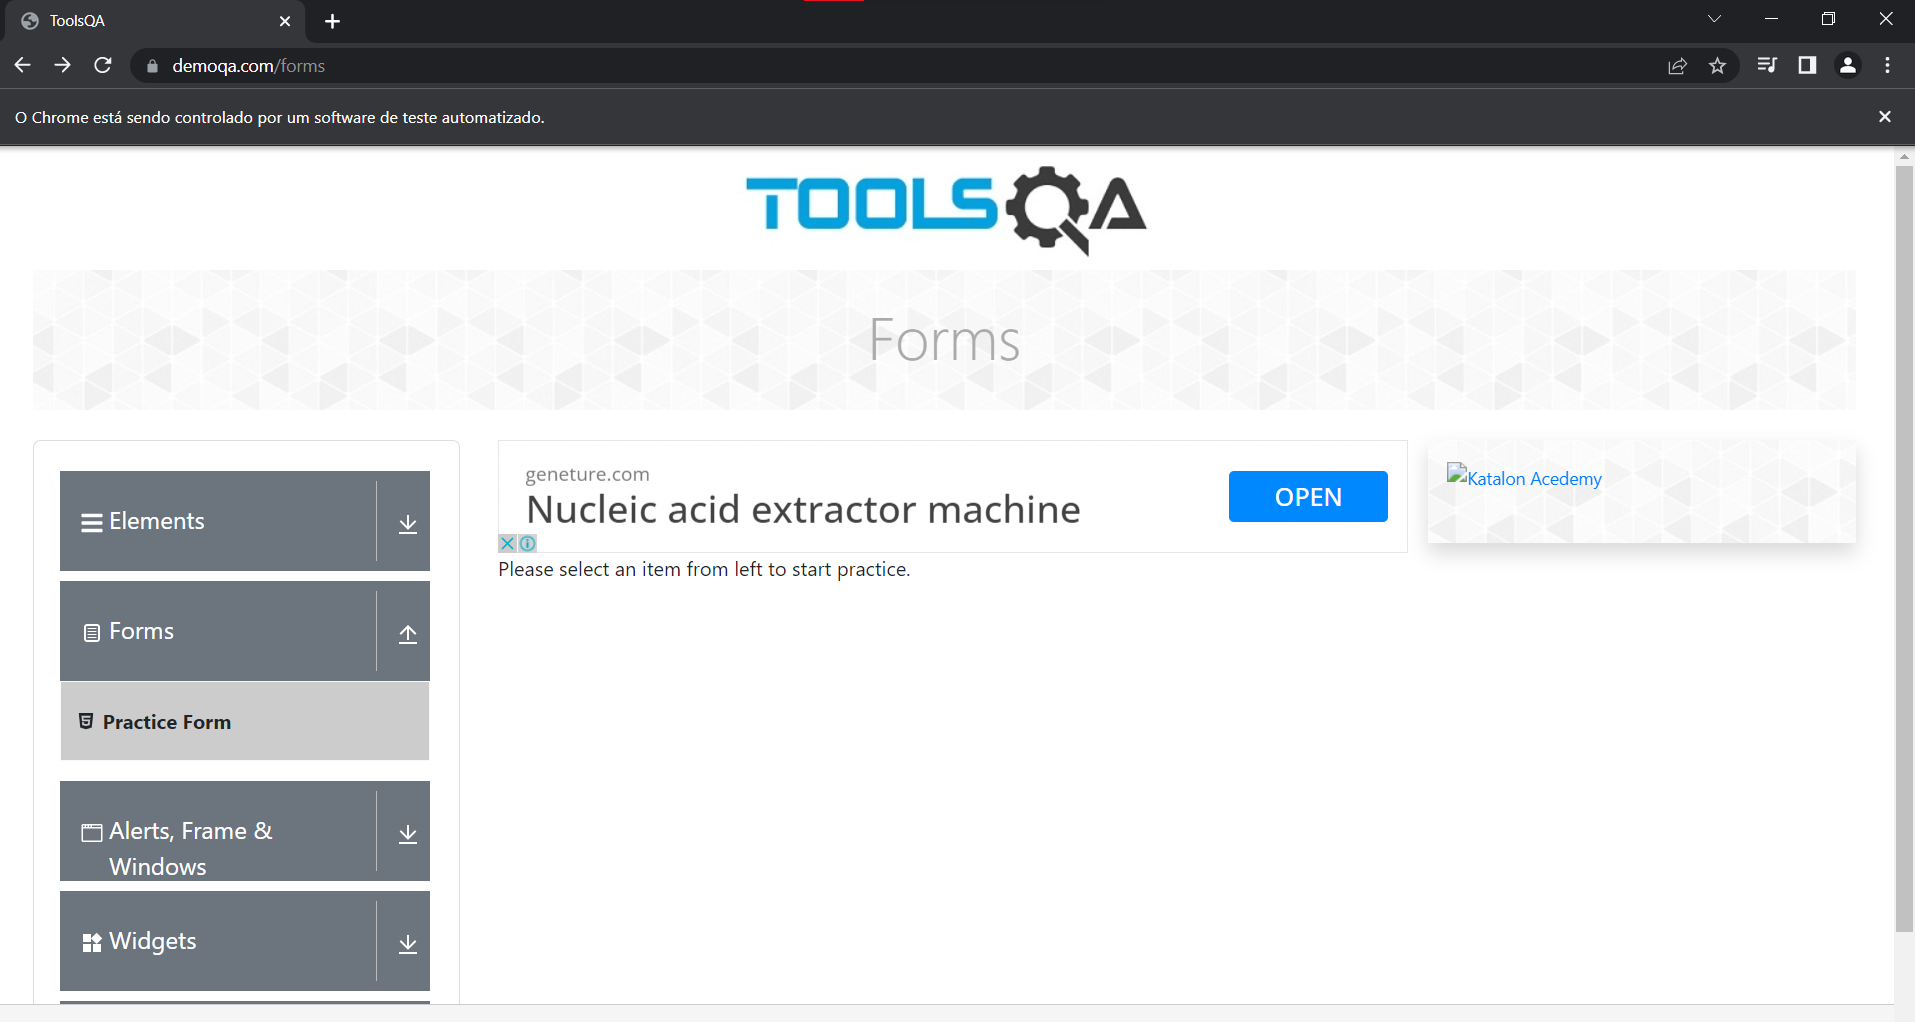 ToolsQA
demoqa.com/forms
O Chrome está sendo controlado por um software de teste automatizado.
TOOLSQA
Forms
Elements
Forms
Practice Form
Alerts, Frame &
Windows
Widgets
geneture.com
Nucleic acid extractor machine
OPEN
Please select an item from left to start practice.
Katalon Acedemy